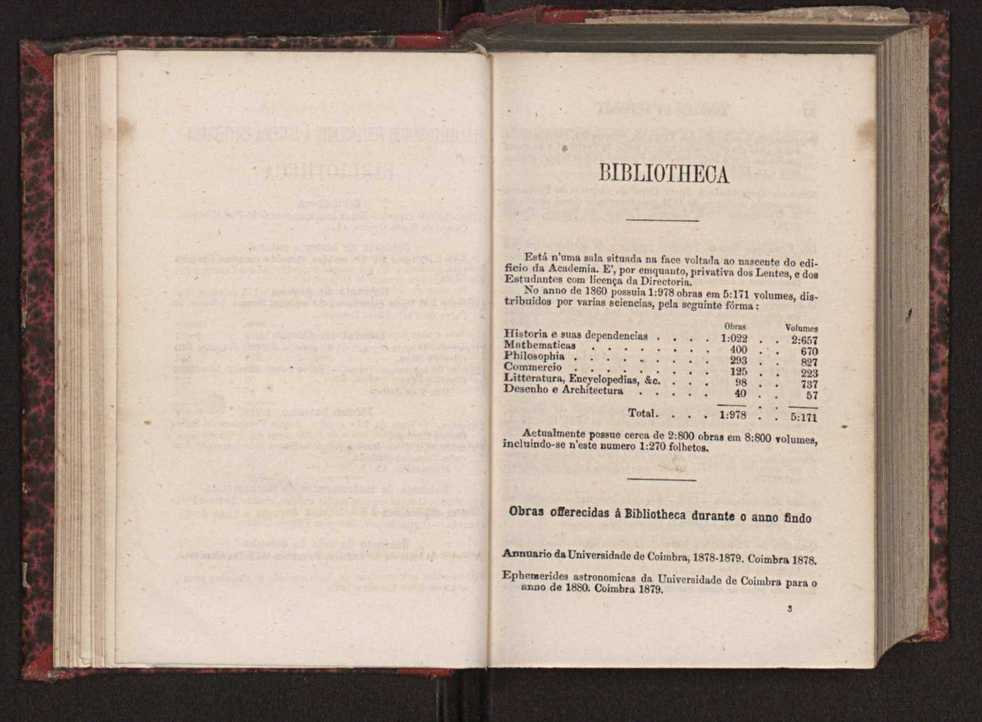 BIBLIOTHECA
Está n'uma sala situada na face voltada ao nascente do edi-
ficio da Academia. E', por emquanto, privativa dos Lentes, e dos
Estudantes com licença da Directoria.
No anno de 1860 possuia 1:978 obras em 5:171 volumes, dis-
tribuidos por varias sciencias, pela seguinte fórma:
Obras Volumes
Historia e suas dependencias . . . . 1:022 . . 2:657
Mathematicas . . . . . . . 400 . . 670
Philosophia . . . . . . . . 293 . . 827
Commercio . . . . . . . . 125 . . 223
Litteratura, Encyclopedias, &c. . . . 98 . . 737
Desenho e Architectura . . . . . 40 . . 57
Total. . . . 1:978 . . 5:171
Actualmente possue cerca de 2:800 obras em 8:800 volumes,
incluindo-se n'este numero 1:270 folhetos.
Obras offerecidas á Bibliotheca durante o anno findo
Annuario da Universidade de Coimbra, 1878-1879. Coimbra 1878.
Ephemerides astronomicas da Universidade de Coimbra para o
anno de 1880. Coimbra 1879.
3